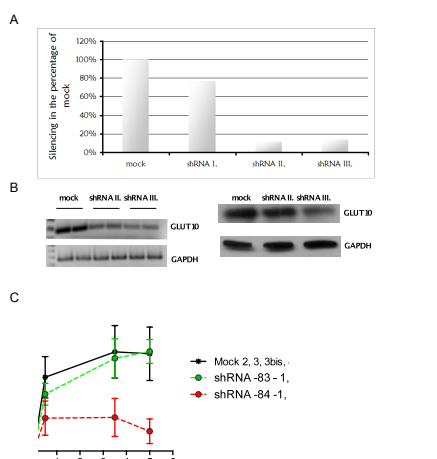 A
Silencing in the percentage of
mock
120%
100%
80%
60%
40%
20%
0%
mock shRNA I. shRNA II. shRNA III.
B
mock shRNA II. shRNA III.
GLUT10
GAPDH
mock shRNA II. shRNA III.
GLUT10
GAPDH
C
Mock 2, 3, 3bis, .
shRNA -83 - 1,
shRNA -84 -1,